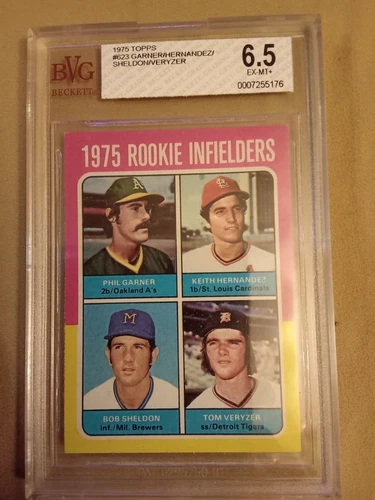 BVG
BECKETT
1975 TOPPS
#623 GARNER/HERNANDEZ/
SHELDON/VERYZER
6.5
EX-MT+
0007255176
1975 ROOKIE INFIELDERS
A's
PHIL GARNER
2b/Oakland A's
KEITH HERNANDEZ
1b/St. Louis Cardinals
M
BOB SHELDON
inf./Mil. Brewers
D
TOM VERYZER
ss/Detroit Tigers